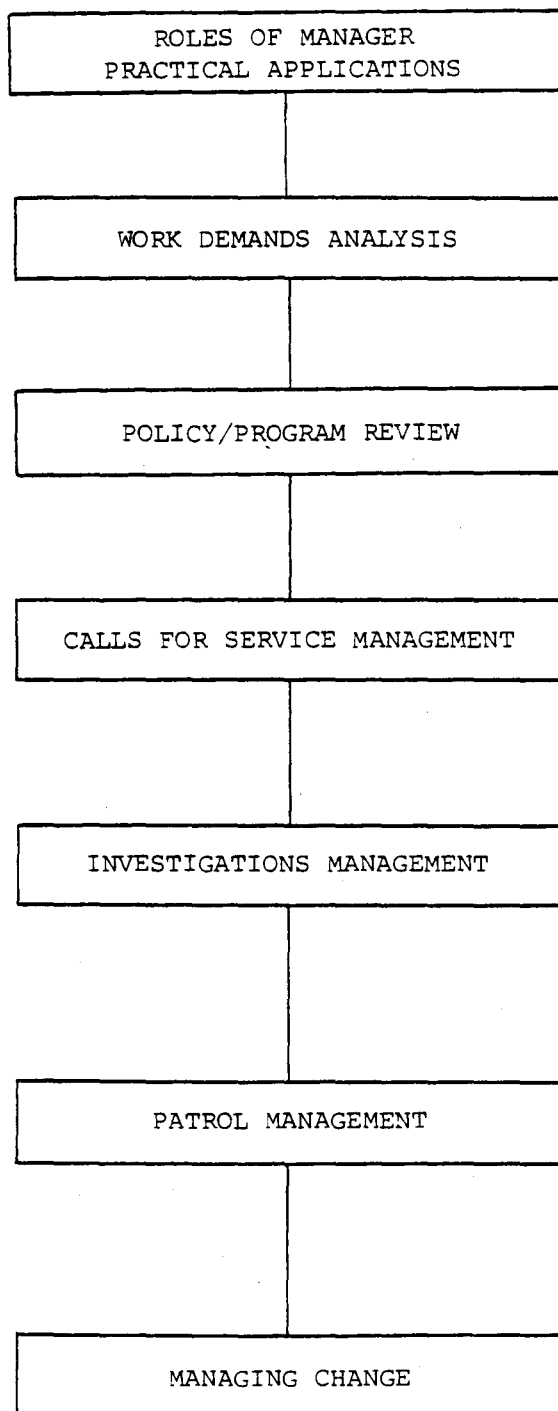 ROLES OF MANAGER
PRACTICAL APPLICATIONS
WORK DEMANDS ANALYSIS
POLICY/PROGRAM REVIEW
CALLS FOR SERVICE MANAGEMENT
INVESTIGATIONS MANAGEMENT
PATROL MANAGEMENT
MANAGING CHANGE